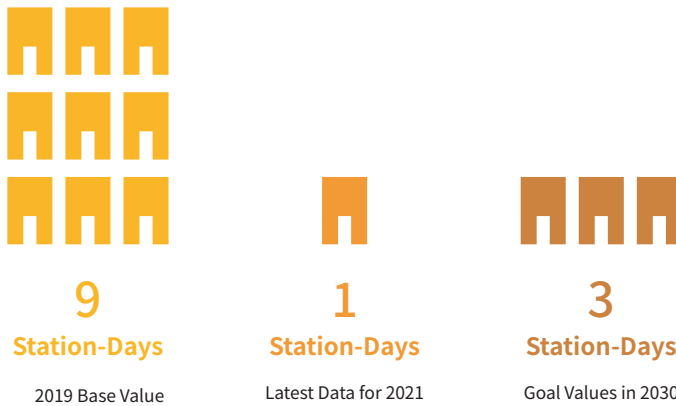 9
Station-Days
2019 Base Value
1
Station-Days
Latest Data for 2021
3
Station-Days
Goal Values in 2030